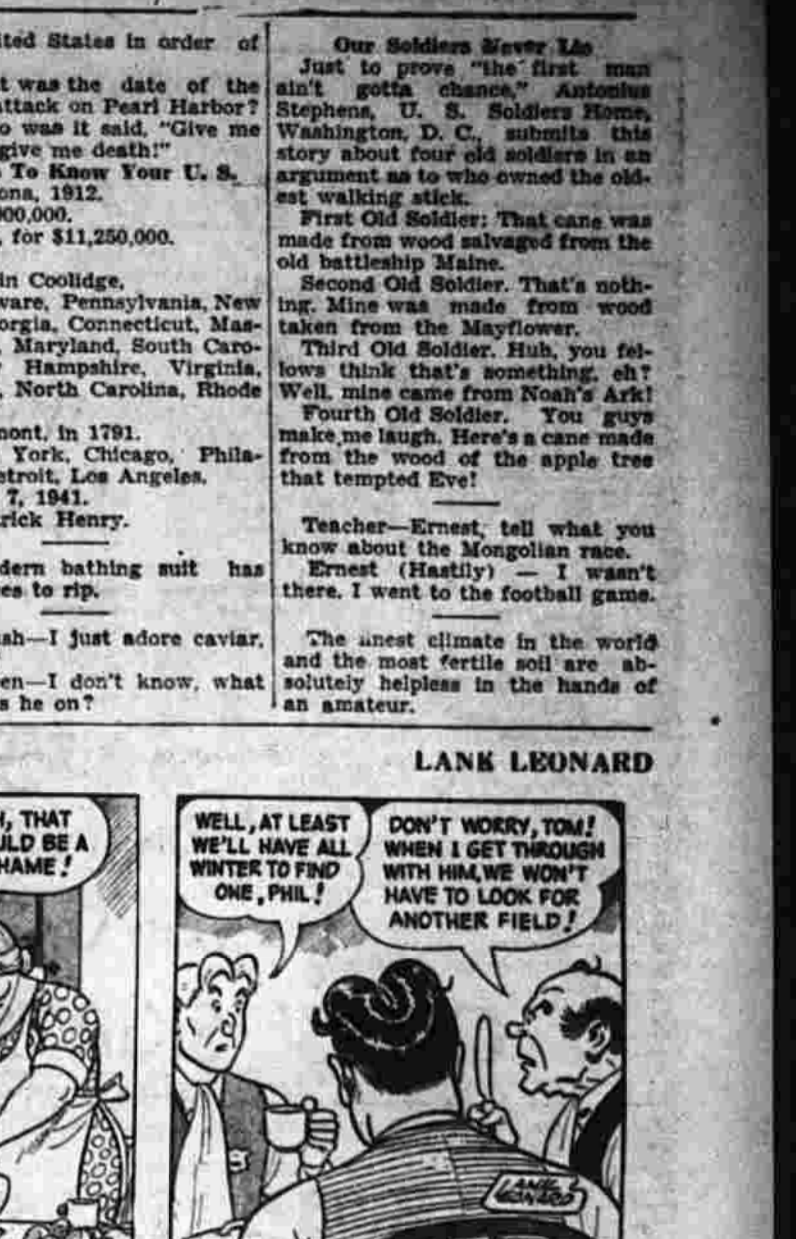 ited States in order of
t was the date of the
attack on Pearl Harbor?
o was it said, "Give me
give me death!"
To Know Your U. S.
ona, 1912.
000,000.
, for $11,250,000.
in Coolidge.
ware, Pennsylvania, New
orgia, Connecticut, Mas-
, Maryland, South Caro-
Hampshire, Virginia,
, North Carolina, Rhode
mont, in 1791.
York, Chicago, Phila-
etroit, Los Angeles.
7, 1941.
rick Henry.
dern bathing suit has
es to rip.
sh—I just adore caviar.
en—I don't know, what
s he on?
Our Soldiers Never Lie
Just to prove "the first man
ain't gotta chance," Antonius
Stephens, U. S. Soldiers Home,
Washington, D. C., submits this
story about four old soldiers in an
argument as to who owned the old-
est walking stick.
First Old Soldier: That cane was
made from wood salvaged from the
old battleship Maine.
Second Old Soldier. That's noth-
ing. Mine was made from wood
taken from the Mayflower.
Third Old Soldier. Huh, you fel-
lows think that's something, eh?
Well, mine came from Noah's Ark!
Fourth Old Soldier. You guys
make me laugh. Here's a cane made
from the wood of the apple tree
that tempted Eve!
Teacher—Ernest, tell what you
know about the Mongolian race.
Ernest (Hastily) — I wasn't
there. I went to the football game.
The finest climate in the world
and the most fertile soil are ab-
solutely helpless in the hands of
an amateur.
LANK LEONARD
H, THAT
ULD BE A
HAME!
WELL, AT LEAST
WE'LL HAVE ALL
WINTER TO FIND
ONE, PHIL!
DON'T WORRY, TOM!
WHEN I GET THROUGH
WITH HIM, WE WON'T
HAVE TO LOOK FOR
ANOTHER FIELD!
LANK
LEONARD